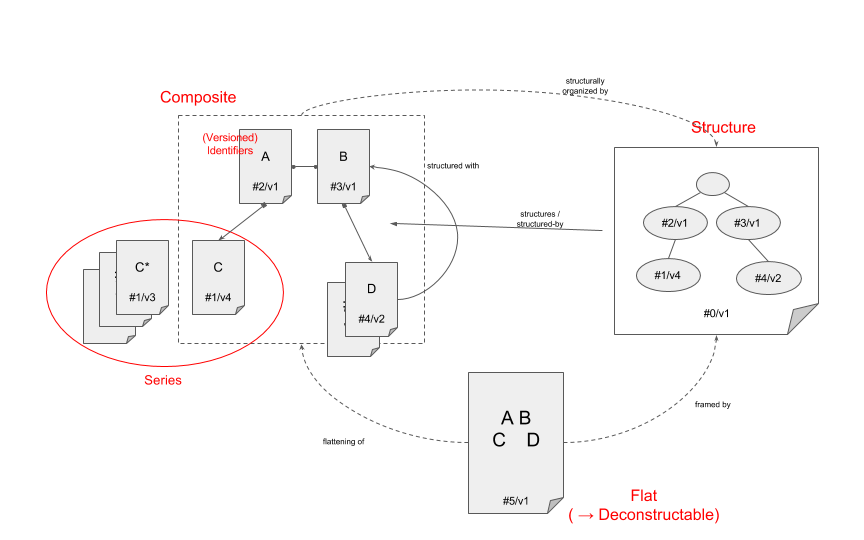 structurally
organized by
Composite
Structure
(Versioned)
Identifiers
A
#2/v1
B
#3/v1
structured with
structures /
structured-by
#2/v1
#3/v1
#1/v4
#4/v2
#0/v1
C*
#1/v3
C
#1/v4
D
#4/v2
Series
framed by
flattening of
A B
C D
#5/v1
Flat
( → Deconstructable)